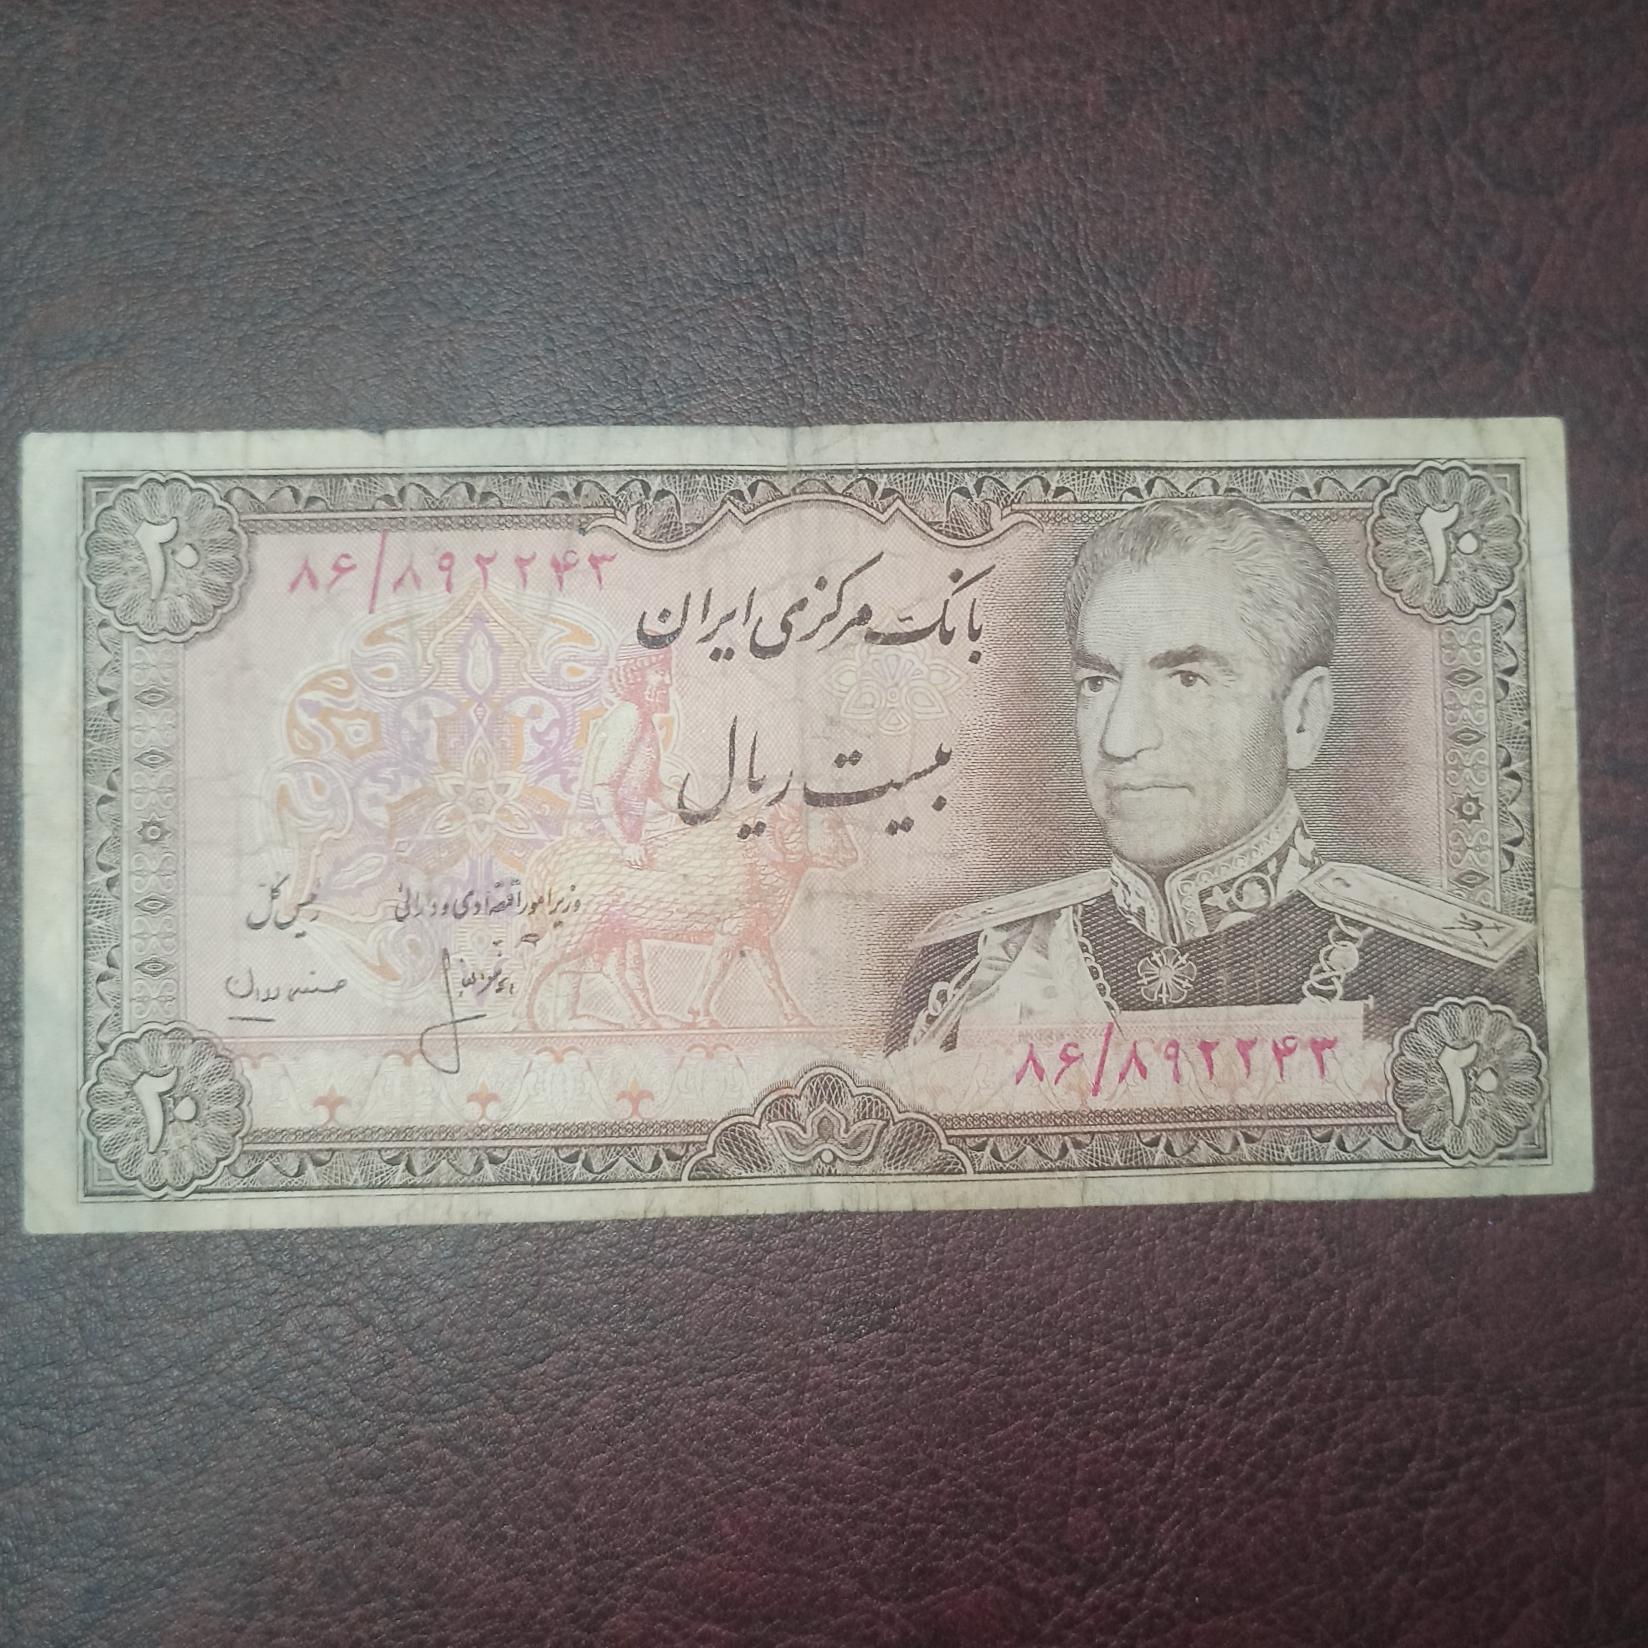 ۲۰
۲۰
۸۶/۸۹۲۲۴۳
بانک مرکزی ایران
بیست ریال
وزیر امور اقتصادی و دارائی
رئیس کل
۸۶/۸۹۲۲۴۳
۲۰
۲۰